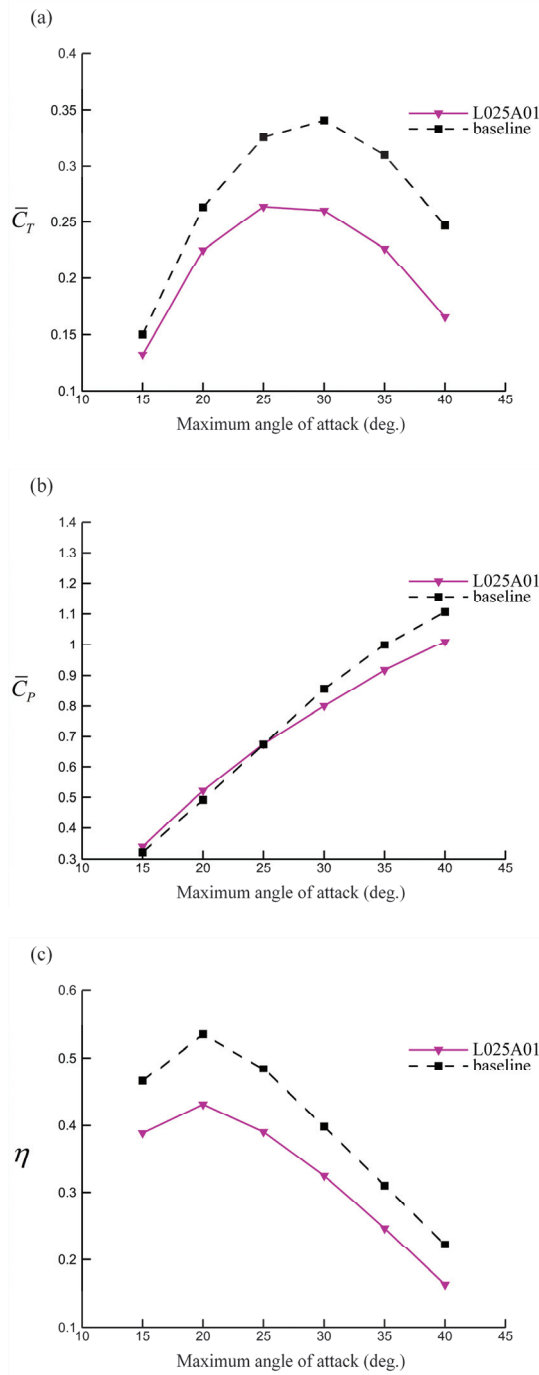 (a)
0.4
0.35
0.3
0.25
0.2
0.15
0.1
C̅_T
L025A01
baseline
10 15 20 25 30 35 40 45
Maximum angle of attack (deg.)
(b)
1.4
1.3
1.2
1.1
1
0.9
0.8
0.7
0.6
0.5
0.4
0.3
C̅_P
L025A01
baseline
10 15 20 25 30 35 40 45
Maximum angle of attack (deg.)
(c)
0.6
0.5
0.4
0.3
0.2
0.1
η
L025A01
baseline
10 15 20 25 30 35 40 45
Maximum angle of attack (deg.)